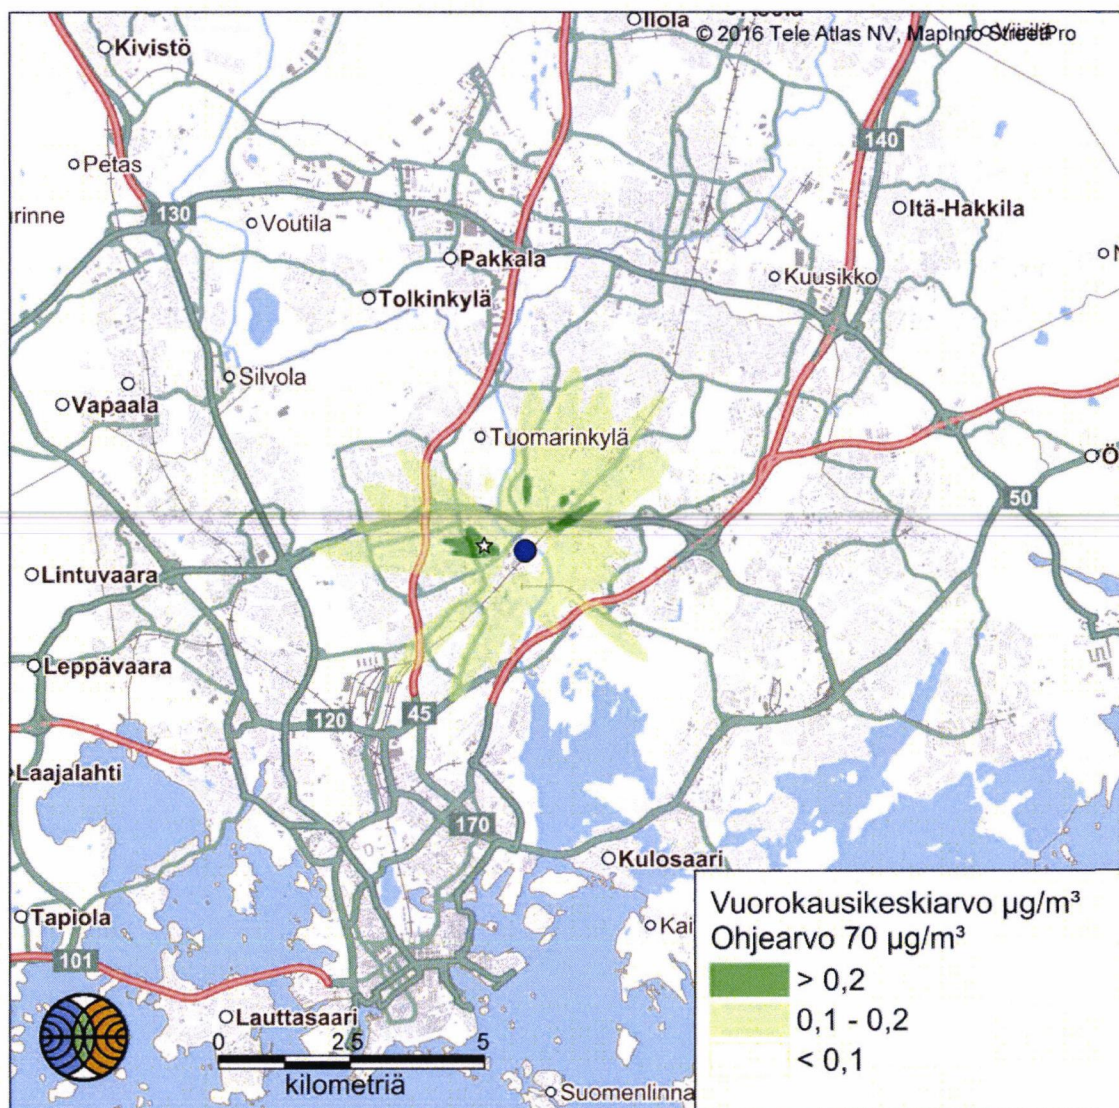 Ilola
© 2016 Tele Atlas NV, MapInfo StreetPro
Kivistö
140
Petas
Itä-Hakkila
130
Voutila
Pakkala
Kuusikko
Tolkinkylä
Silvola
Vapaala
Tuomarinkylä
Ö
50
Lintuvaara
Leppävaara
120
45
Laajalahti
170
Kulosaari
Tapiola
Kai
101
Lauttasaari
0 2,5 5
kilometriä
Suomenlinna
Vuorokausikeskiarvo µg/m³
Ohjearvo 70 µg/m³
> 0,2
0,1 - 0,2
< 0,1